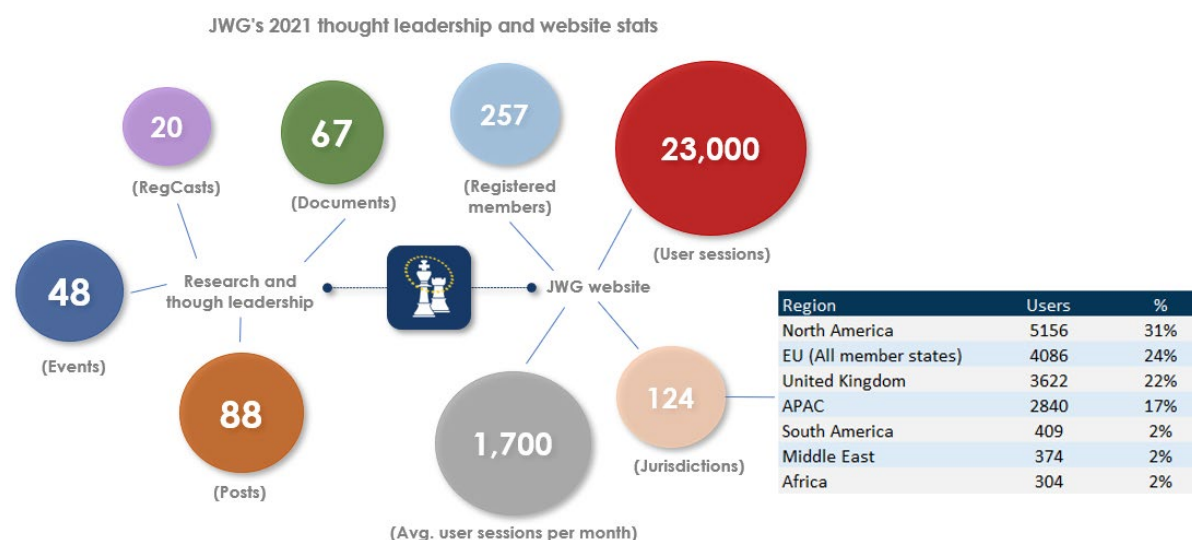 JWG's 2021 thought leadership and website stats
20
(RegCasts)
67
(Documents)
257
(Registered
members)
23,000
(User sessions)
48
(Events)
Research and
though leadership
JWG website
88
(Posts)
1,700
(Avg. user sessions per month)
124
(Jurisdictions)
Region Users %
North America 5156 31%
EU (All member states) 4086 24%
United Kingdom 3622 22%
APAC 2840 17%
South America 409 2%
Middle East 374 2%
Africa 304 2%